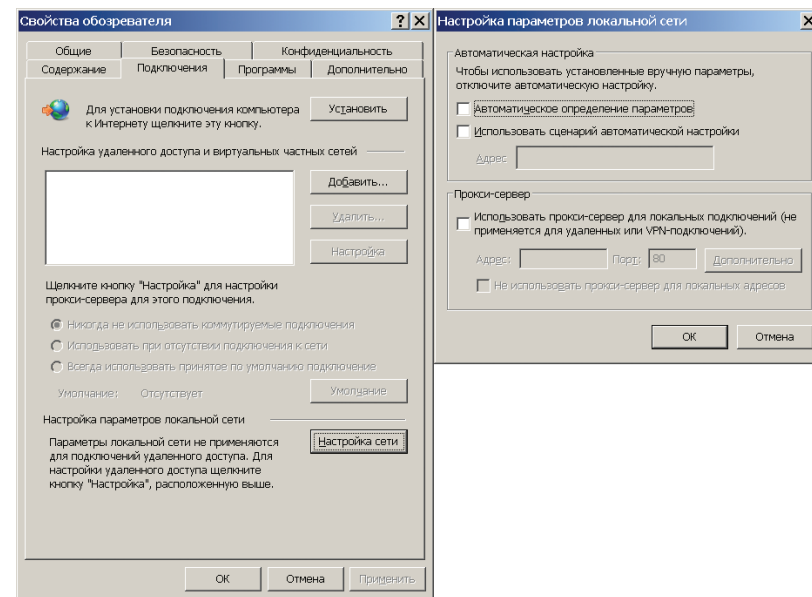 Свойства обозревателя
Общие
Безопасность
Конфиденциальность
Содержание
Подключения
Программы
Дополнительно
Для установки подключения компьютера
к Интернету щелкните эту кнопку.
Установить
Настройка удаленного доступа и виртуальных частных сетей
Добавить...
Удалить...
Настройка
Щелкните кнопку "Настройка" для настройки
прокси-сервера для этого подключения.
Никогда не использовать коммутируемые подключения
Использовать при отсутствии подключения к сети
Всегда использовать принятое по умолчанию подключение
Умолчание:
Отсутствует
Умолчание
Настройка параметров локальной сети
Параметры локальной сети не применяются
для подключений удаленного доступа. Для
настройки удаленного доступа щелкните
кнопку "Настройка", расположенную выше.
Настройка сети
ОК
Отмена
Применить
Настройка параметров локальной сети
Автоматическая настройка
Чтобы использовать установленные вручную параметры,
отключите автоматическую настройку.
Автоматическое определение параметров
Использовать сценарий автоматической настройки
Адрес
Прокси-сервер
Использовать прокси-сервер для локальных подключений (не
применяется для удаленных или VPN-подключений).
Адрес:
Порт:
80
Дополнительно
Не использовать прокси-сервер для локальных адресов
ОК
Отмена